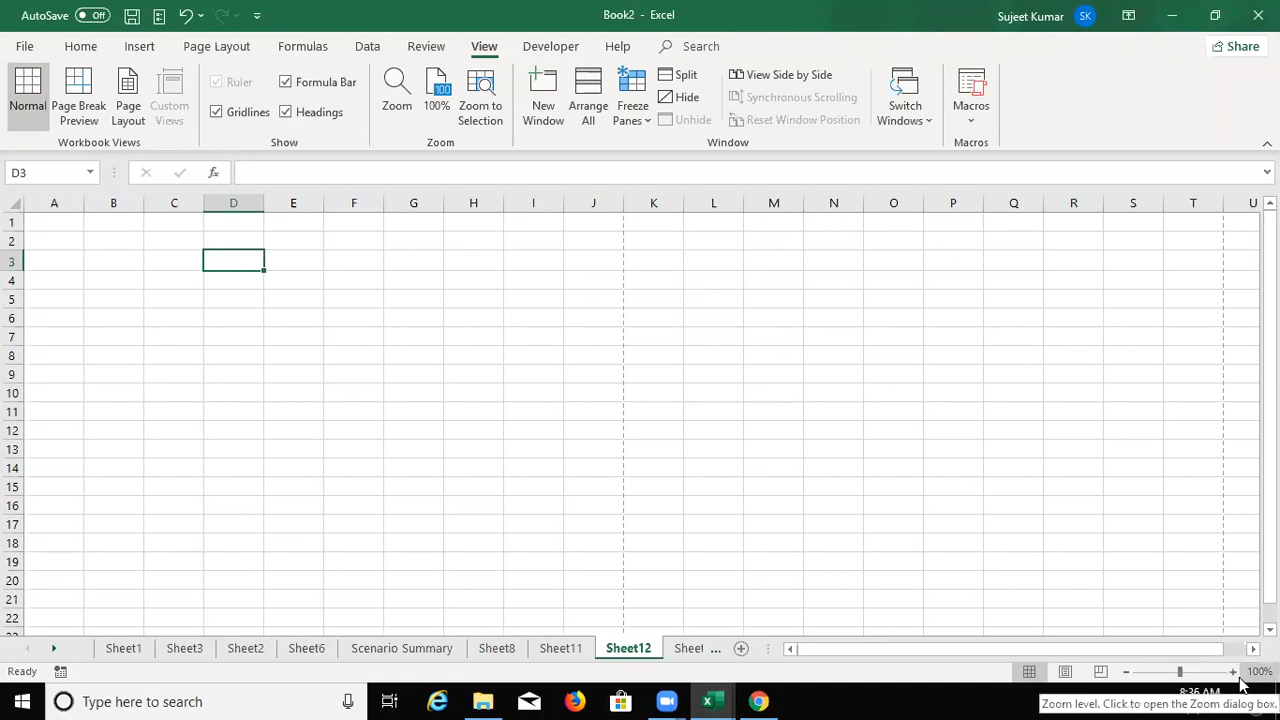 AutoSave Off Book2 - Excel Sujeet Kumar SK
File Home Insert Page Layout Formulas Data Review View Developer Help Search Share
Normal Page Break Preview Page Layout Custom Views
Workbook Views
Ruler Formula Bar
Gridlines Headings
Show
Zoom 100 100% Zoom to Selection
Zoom
New Window Arrange All Freeze Panes
Split View Side by Side
Hide Synchronous Scrolling
Unhide Reset Window Position
Switch Windows
Window
Macros
Macros
D3 fx
A B C D E F G H I J K L M N O P Q R S T U
1
2
3
4
5
6
7
8
9
10
11
12
13
14
15
16
17
18
19
20
21
22
Sheet1 Sheet3 Sheet2 Sheet6 Scenario Summary Sheet8 Sheet11 Sheet12 Sheet ...
Ready 100%
Type here to search 8:36 AM
Zoom level. Click to open the Zoom dialog box.